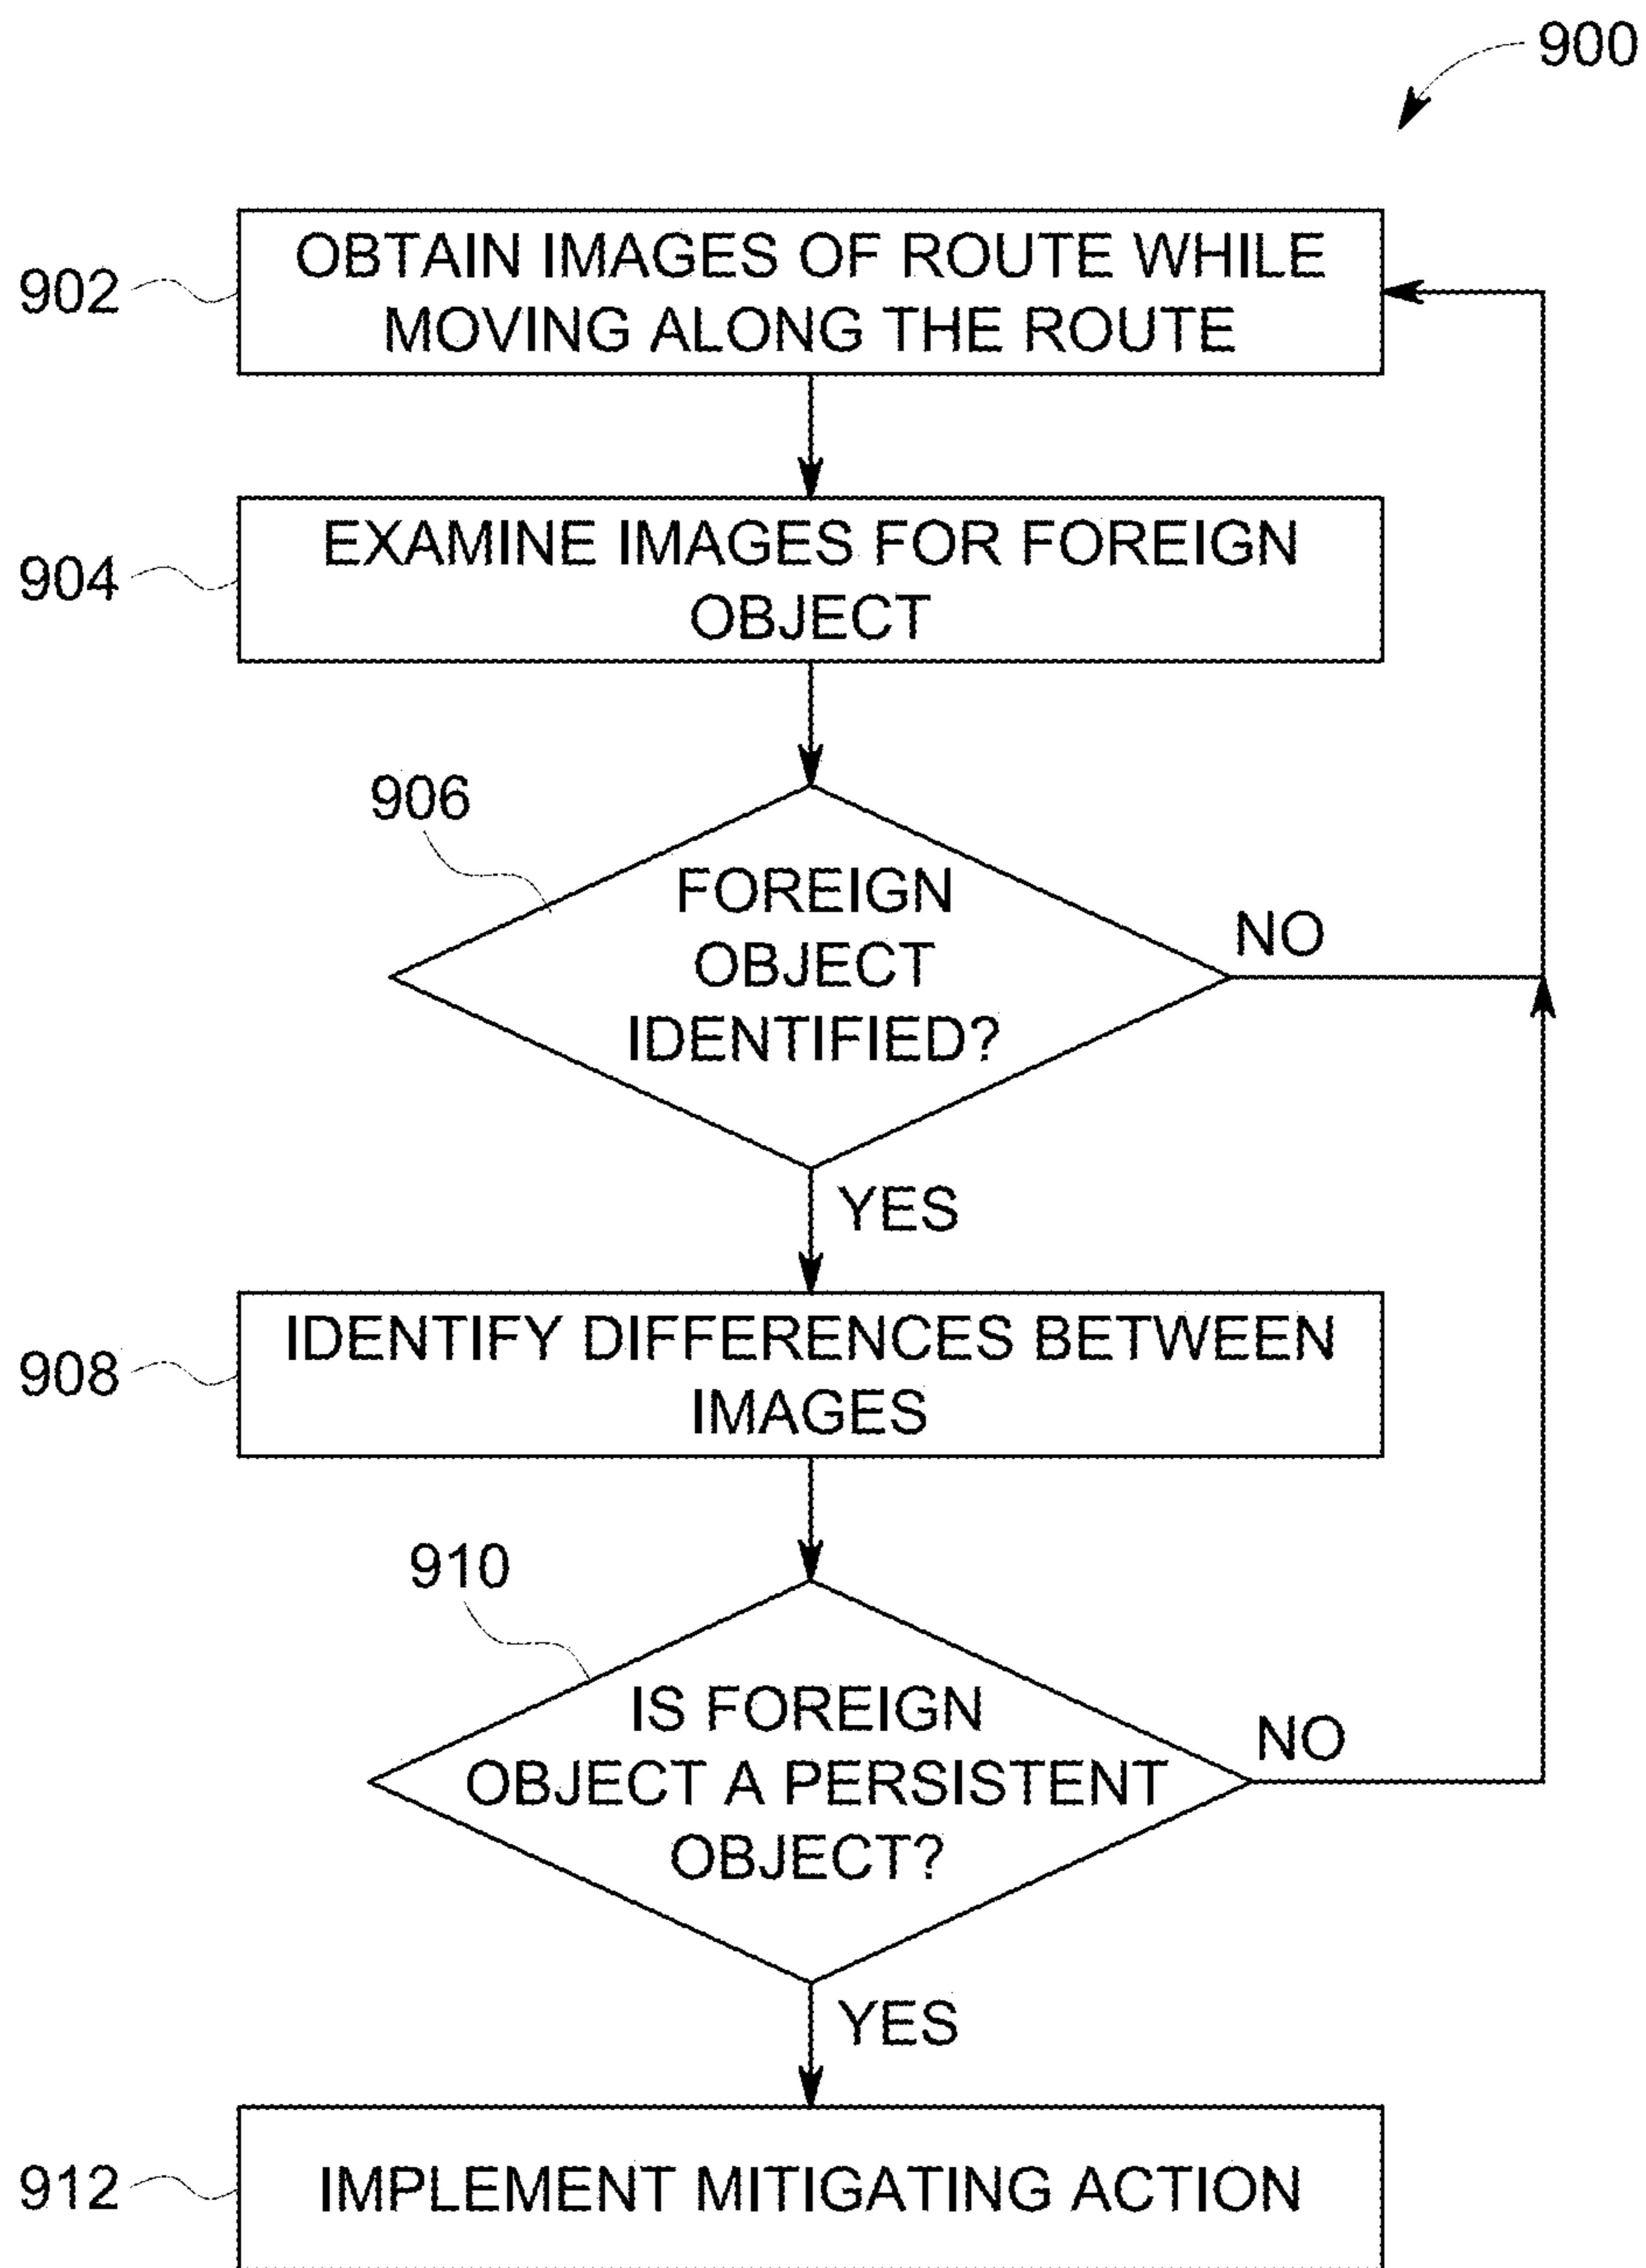 900
902
OBTAIN IMAGES OF ROUTE WHILE
MOVING ALONG THE ROUTE
904
EXAMINE IMAGES FOR FOREIGN
OBJECT
906
FOREIGN
OBJECT
IDENTIFIED?
NO
YES
908
IDENTIFY DIFFERENCES BETWEEN
IMAGES
910
IS FOREIGN
OBJECT A PERSISTENT
OBJECT?
NO
YES
912
IMPLEMENT MITIGATING ACTION